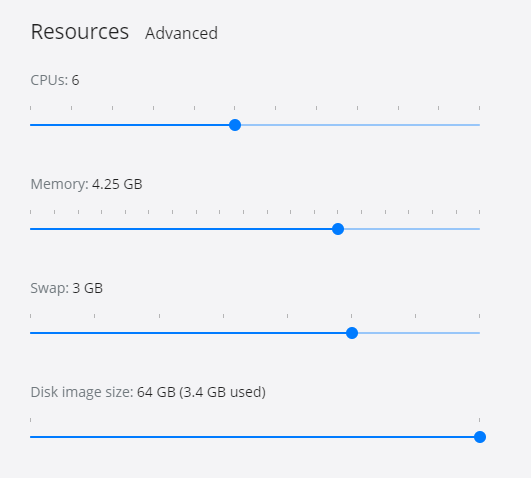 Resources Advanced
CPUs: 6
Memory: 4.25 GB
Swap: 3 GB
Disk image size: 64 GB (3.4 GB used)